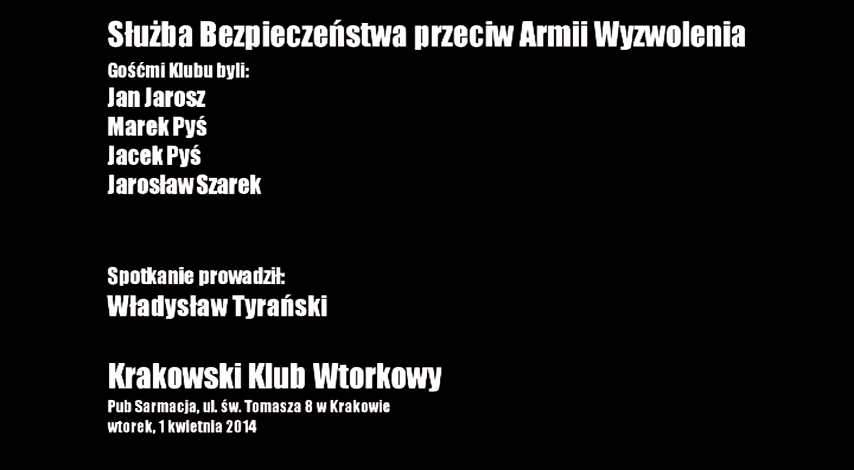 Służba Bezpieczeństwa przeciw Armii Wyzwolenia
Gośćmi Klubu byli:
Jan Jarosz
Marek Pyś
Jacek Pyś
Jarosław Szarek
Spotkanie prowadził:
Władysław Tyrański
Krakowski Klub Wtorkowy
Pub Sarmacja, ul. św. Tomasza 8 w Krakowie
wtorek, 1 kwietnia 2014